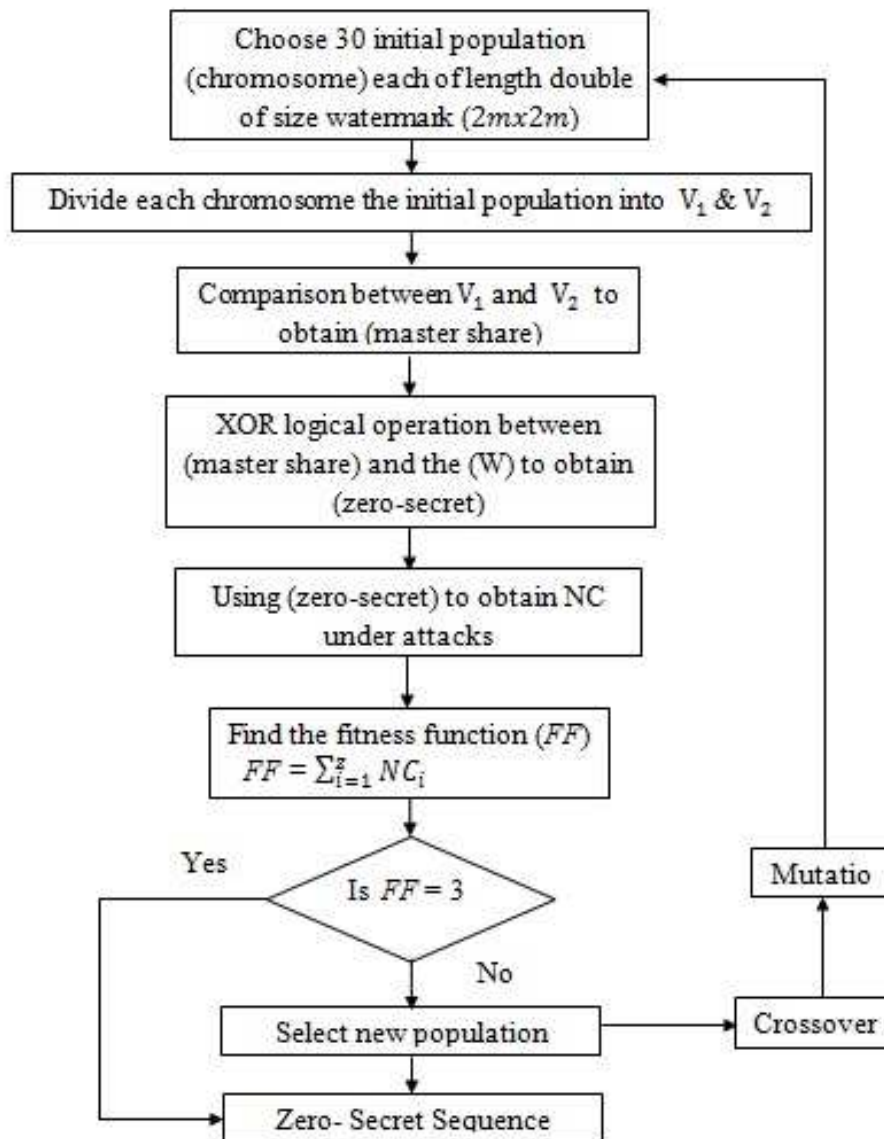 Choose 30 initial population
(chromosome) each of length double
of size watermark (2mx2m)
Divide each chromosome the initial population into V₁ & V₂
Comparison between V₁ and V₂ to
obtain (master share)
XOR logical operation between
(master share) and the (W) to obtain
(zero-secret)
Using (zero-secret) to obtain NC
under attacks
Find the fitness function (FF)
FF = ∑ᵢ₌₁ᶻ NCᵢ
Yes
Is FF = 3
Mutatio
No
Select new population
Crossover
Zero- Secret Sequence